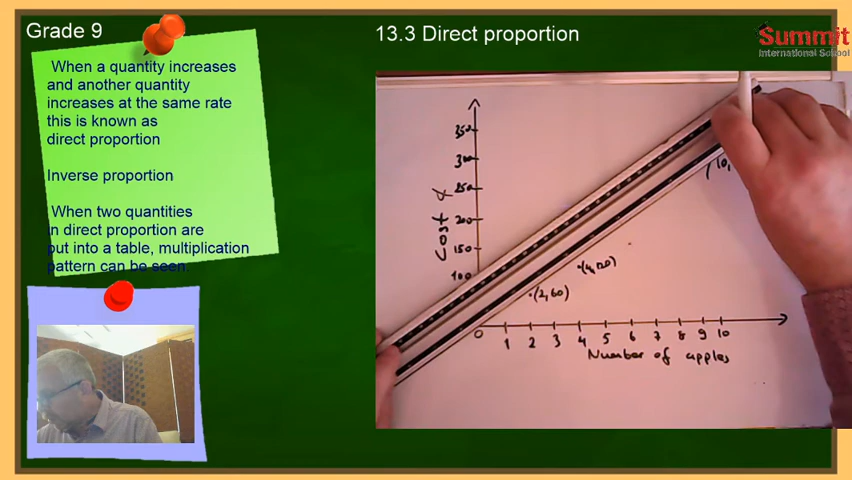 Grade 9
When a quantity increases
and another quantity
increases at the same rate
this is known as
direct proportion
Inverse proportion
When two quantities
in direct proportion are
put into a table, multiplication
pattern can be seen.
13.3 Direct proportion
Summit
International School
350
300
250
200
150
100
Cost
(10,
(4,120)
(2,60)
0 1 2 3 4 5 6 7 8 9 10
Number of apples